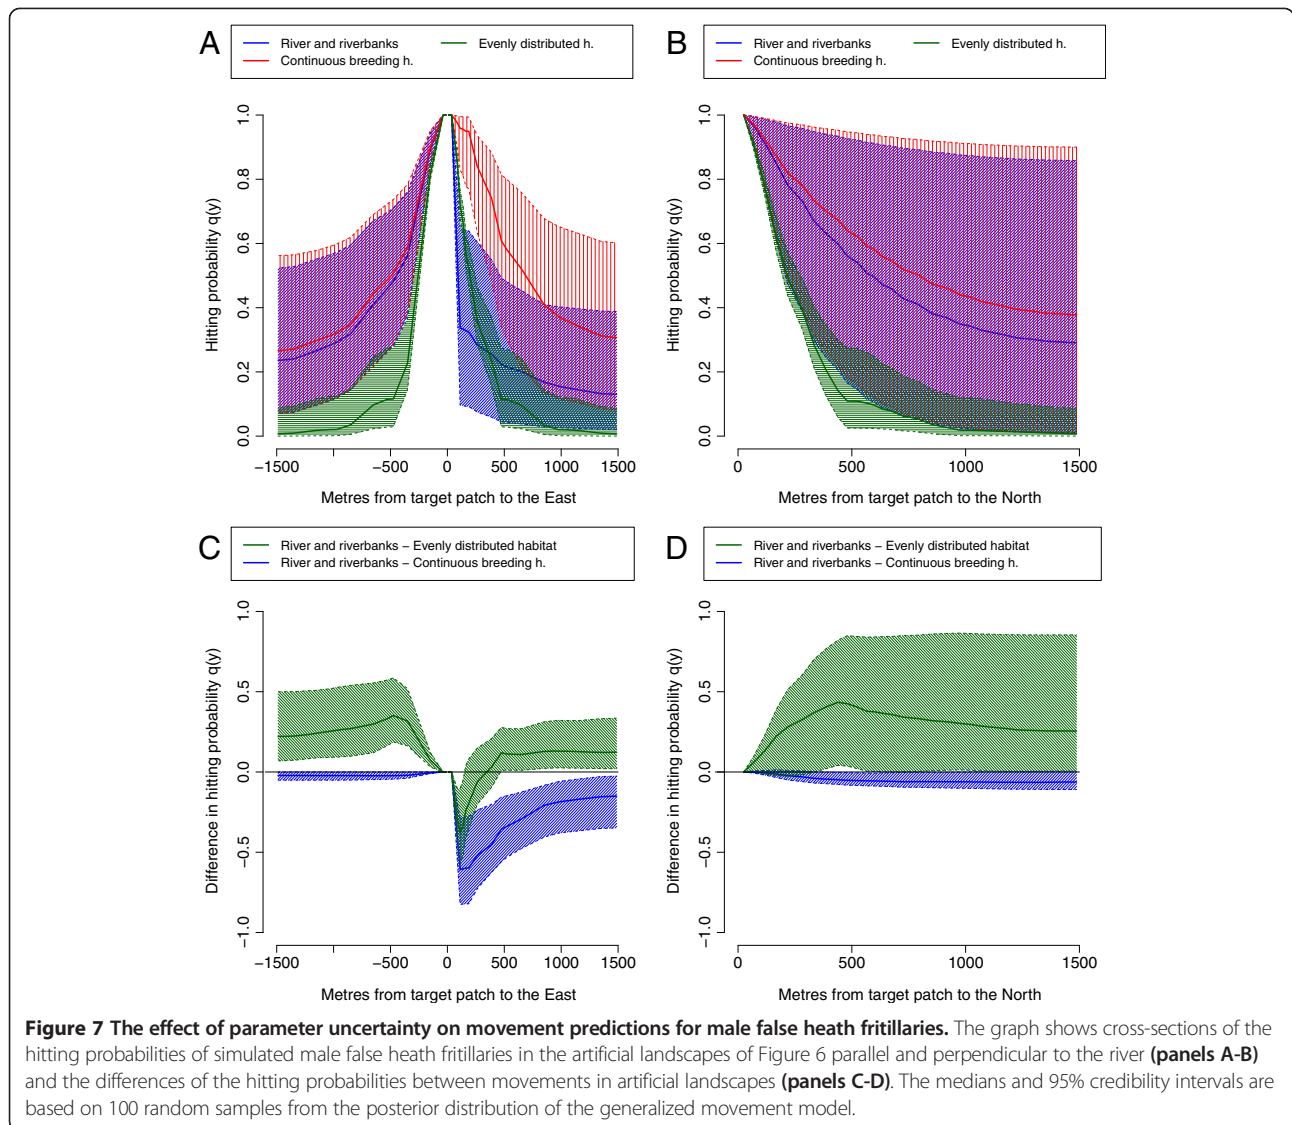 A
River and riverbanks
Continuous breeding h.
Evenly distributed h.
Hitting probability q(y)
1.0
0.8
0.6
0.4
0.2
0.0
−1500 −500 0 500 1000 1500
Metres from target patch to the East
B
River and riverbanks
Continuous breeding h.
Evenly distributed h.
Hitting probability q(y)
1.0
0.8
0.6
0.4
0.2
0.0
0 500 1000 1500
Metres from target patch to the North
C
River and riverbanks − Evenly distributed habitat
River and riverbanks − Continuous breeding h.
Difference in hitting probability q(y)
1.0
0.5
0.0
−0.5
−1.0
−1500 −500 0 500 1000 1500
Metres from target patch to the East
D
River and riverbanks − Evenly distributed habitat
River and riverbanks − Continuous breeding h.
Difference in hitting probability q(y)
1.0
0.5
0.0
−0.5
−1.0
0 500 1000 1500
Metres from target patch to the North
Figure 7 The effect of parameter uncertainty on movement predictions for male false heath fritillaries. The graph shows cross-sections of the
hitting probabilities of simulated male false heath fritillaries in the artificial landscapes of Figure 6 parallel and perpendicular to the river (panels A-B)
and the differences of the hitting probabilities between movements in artificial landscapes (panels C-D). The medians and 95% credibility intervals are
based on 100 random samples from the posterior distribution of the generalized movement model.